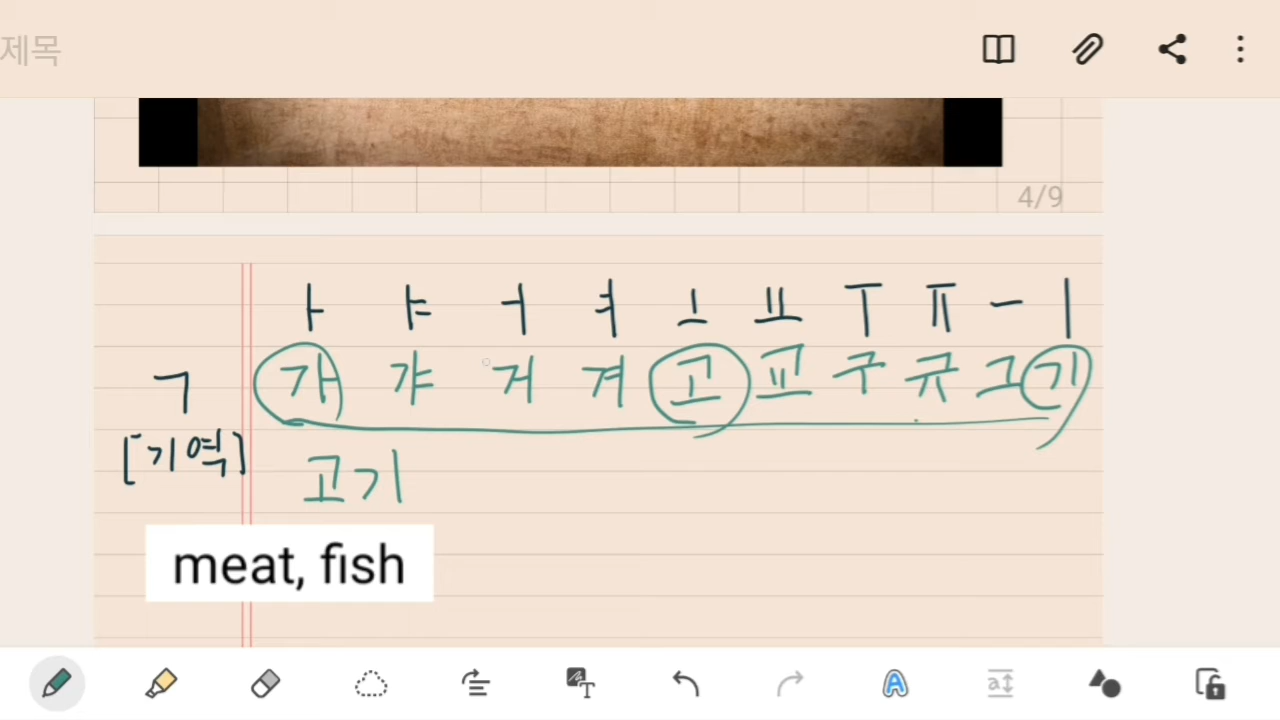 제목
4/9
ㅏ ㅑ ㅓ ㅕ ㅗ ㅛ ㅜ ㅠ ㅡ ㅣ
ㄱ 가 갸 거 겨 고 교 구 규 그 기
[기역]
고기
meat, fish